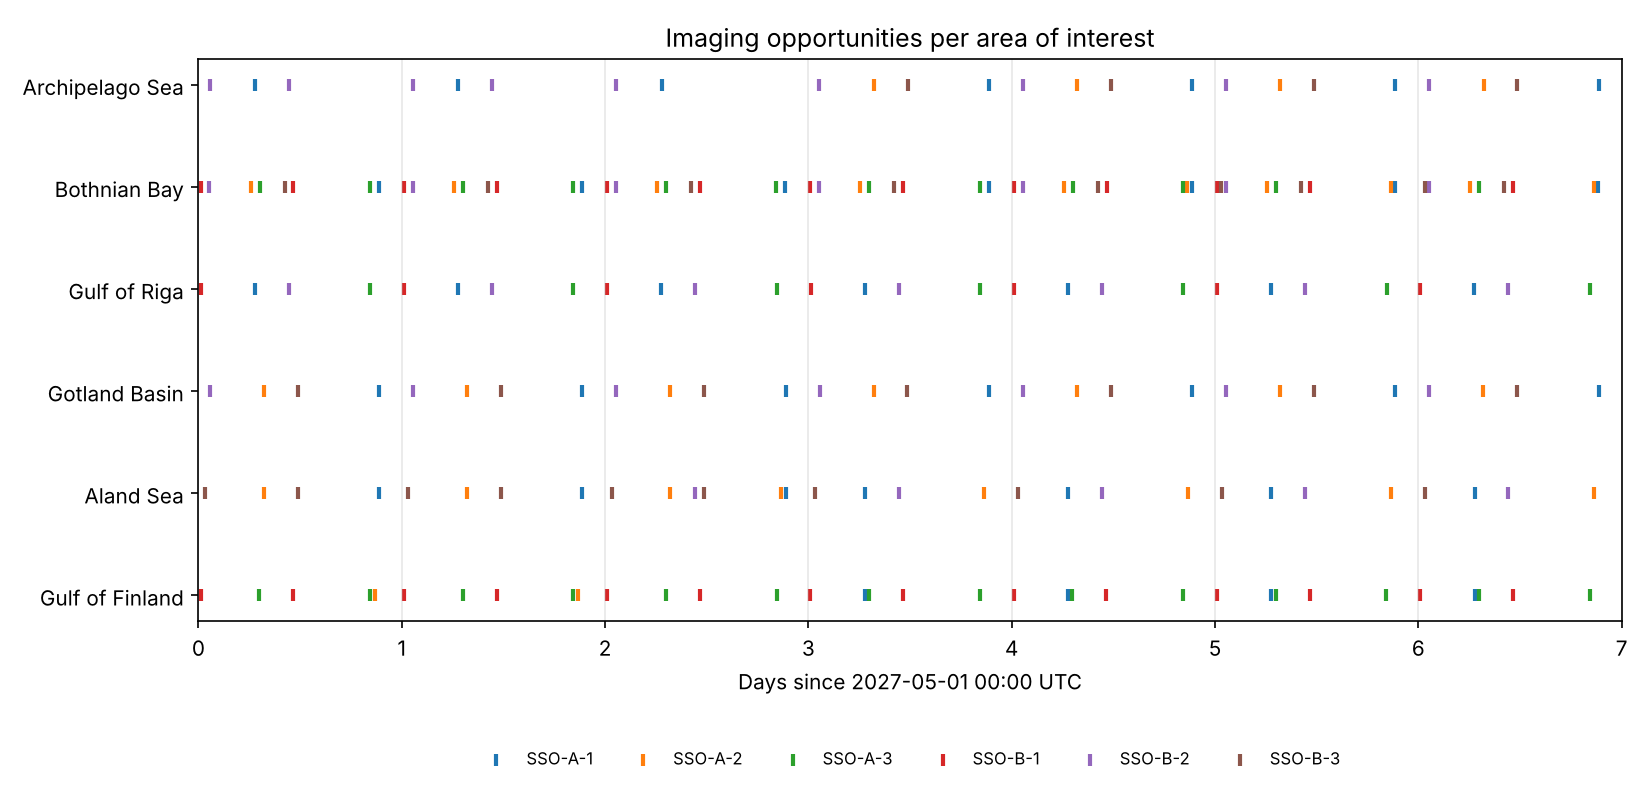 Imaging opportunities per area of interest
Archipelago Sea
Bothnian Bay
Gulf of Riga
Gotland Basin
Aland Sea
Gulf of Finland
0 1 2 3 4 5 6 7
Days since 2027-05-01 00:00 UTC
SSO-A-1 SSO-A-2 SSO-A-3 SSO-B-1 SSO-B-2 SSO-B-3